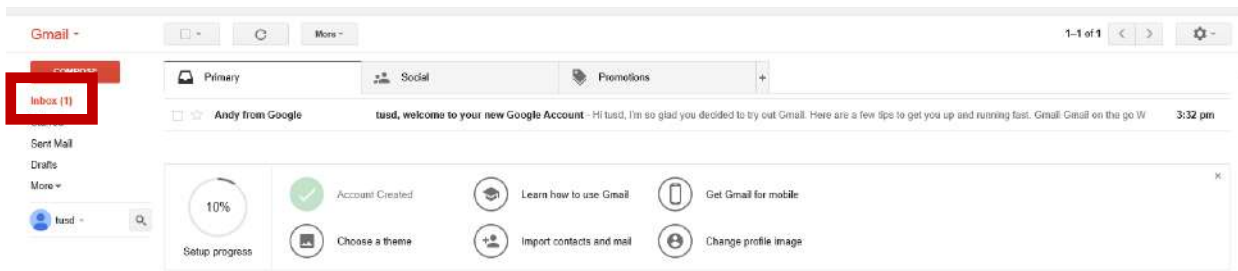 Gmail
More
1–1 of 1
COMPOSE
Primary
Social
Promotions
+
Inbox (1)
Andy from Google
tusd, welcome to your new Google Account - Hi tusd, I'm so glad you decided to try out Gmail. Here are a few tips to get you up and running fast. Gmail Gmail on the go W
3:32 pm
Sent Mail
Drafts
More
tusd
10%
Setup progress
Account Created
Learn how to use Gmail
Get Gmail for mobile
Choose a theme
Import contacts and mail
Change profile image